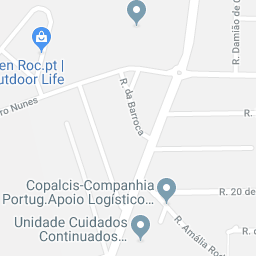 R. Damião de G
en Roc.pt |
utdoor Life
ro Nunes
R. da Barroca
Copalcis-Companhia
Portug.Apoio Logístico...
R. 20 de
Unidade Cuidados
Continuados...
R. Amália Rod